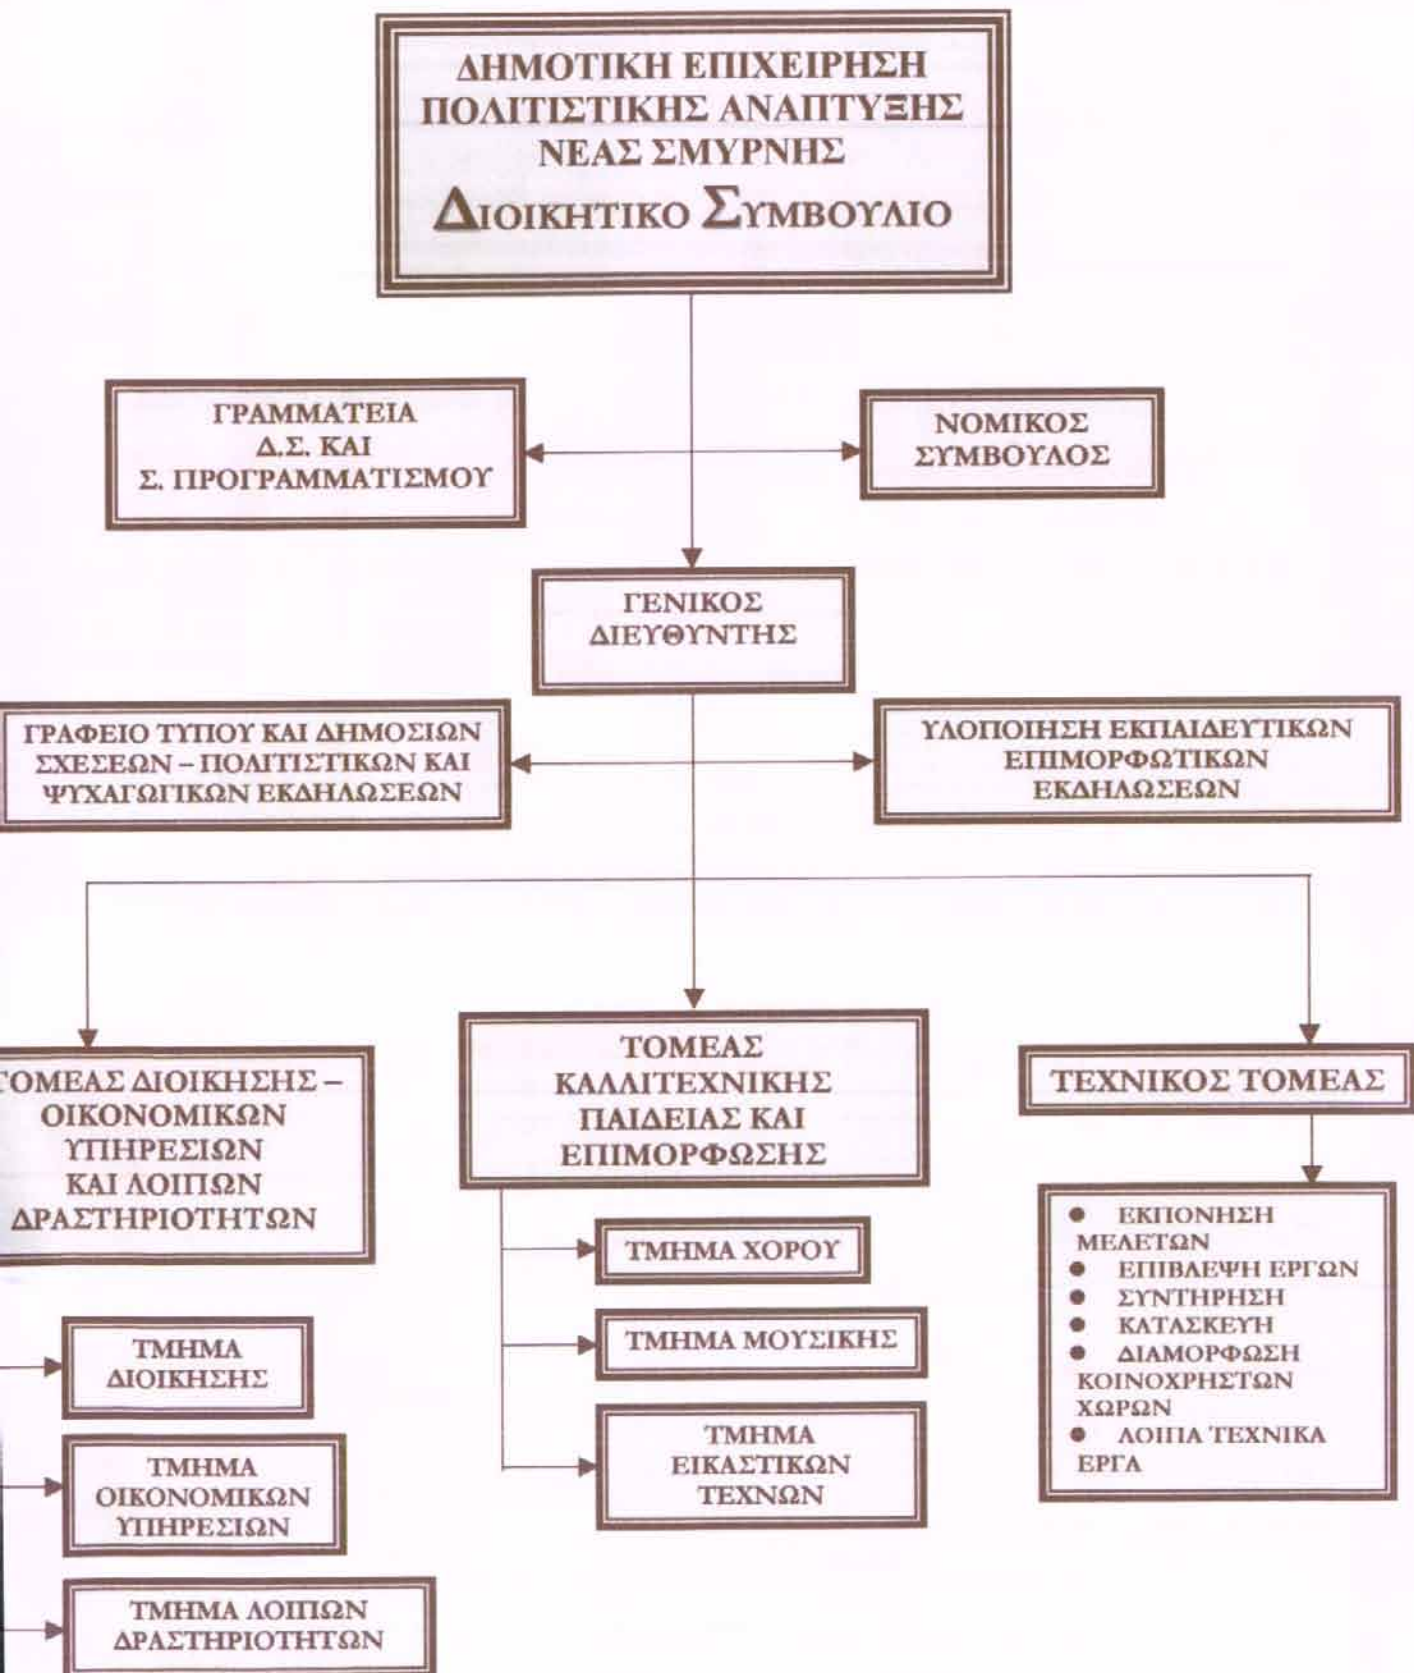 ΔΗΜΟΤΙΚΗ ΕΠΙΧΕΙΡΗΣΗ
ΠΟΛΙΤΙΣΤΙΚΗΣ ΑΝΑΠΤΥΞΗΣ
ΝΕΑΣ ΣΜΥΡΝΗΣ
ΔΙΟΙΚΗΤΙΚΟ ΣΥΜΒΟΥΛΙΟ
ΓΡΑΜΜΑΤΕΙΑ
Δ.Σ. ΚΑΙ
Σ. ΠΡΟΓΡΑΜΜΑΤΙΣΜΟΥ
ΝΟΜΙΚΟΣ
ΣΥΜΒΟΥΛΟΣ
ΓΕΝΙΚΟΣ
ΔΙΕΥΘΥΝΤΗΣ
ΓΡΑΦΕΙΟ ΤΥΠΟΥ ΚΑΙ ΔΗΜΟΣΙΩΝ
ΣΧΕΣΕΩΝ – ΠΟΛΙΤΙΣΤΙΚΩΝ ΚΑΙ
ΨΥΧΑΓΩΓΙΚΩΝ ΕΚΔΗΛΩΣΕΩΝ
ΥΛΟΠΟΙΗΣΗ ΕΚΠΑΙΔΕΥΤΙΚΩΝ
ΕΠΙΜΟΡΦΩΤΙΚΩΝ
ΕΚΔΗΛΩΣΕΩΝ
ΤΟΜΕΑΣ ΔΙΟΙΚΗΣΗΣ –
ΟΙΚΟΝΟΜΙΚΩΝ
ΥΠΗΡΕΣΙΩΝ
ΚΑΙ ΛΟΙΠΩΝ
ΔΡΑΣΤΗΡΙΟΤΗΤΩΝ
ΤΜΗΜΑ
ΔΙΟΙΚΗΣΗΣ
ΤΜΗΜΑ
ΟΙΚΟΝΟΜΙΚΩΝ
ΥΠΗΡΕΣΙΩΝ
ΤΜΗΜΑ ΛΟΙΠΩΝ
ΔΡΑΣΤΗΡΙΟΤΗΤΩΝ
ΤΟΜΕΑΣ
ΚΑΛΛΙΤΕΧΝΙΚΗΣ
ΠΑΙΔΕΙΑΣ ΚΑΙ
ΕΠΙΜΟΡΦΩΣΗΣ
ΤΜΗΜΑ ΧΟΡΟΥ
ΤΜΗΜΑ ΜΟΥΣΙΚΗΣ
ΤΜΗΜΑ
ΕΙΚΑΣΤΙΚΩΝ
ΤΕΧΝΩΝ
ΤΕΧΝΙΚΟΣ ΤΟΜΕΑΣ
● ΕΚΠΟΝΗΣΗ
ΜΕΛΕΤΩΝ
● ΕΠΙΒΛΕΨΗ ΕΡΓΩΝ
● ΣΥΝΤΗΡΗΣΗ
● ΚΑΤΑΣΚΕΥΗ
● ΔΙΑΜΟΡΦΩΣΗ
ΚΟΙΝΟΧΡΗΣΤΩΝ
ΧΩΡΩΝ
● ΛΟΙΠΑ ΤΕΧΝΙΚΑ
ΕΡΓΑ